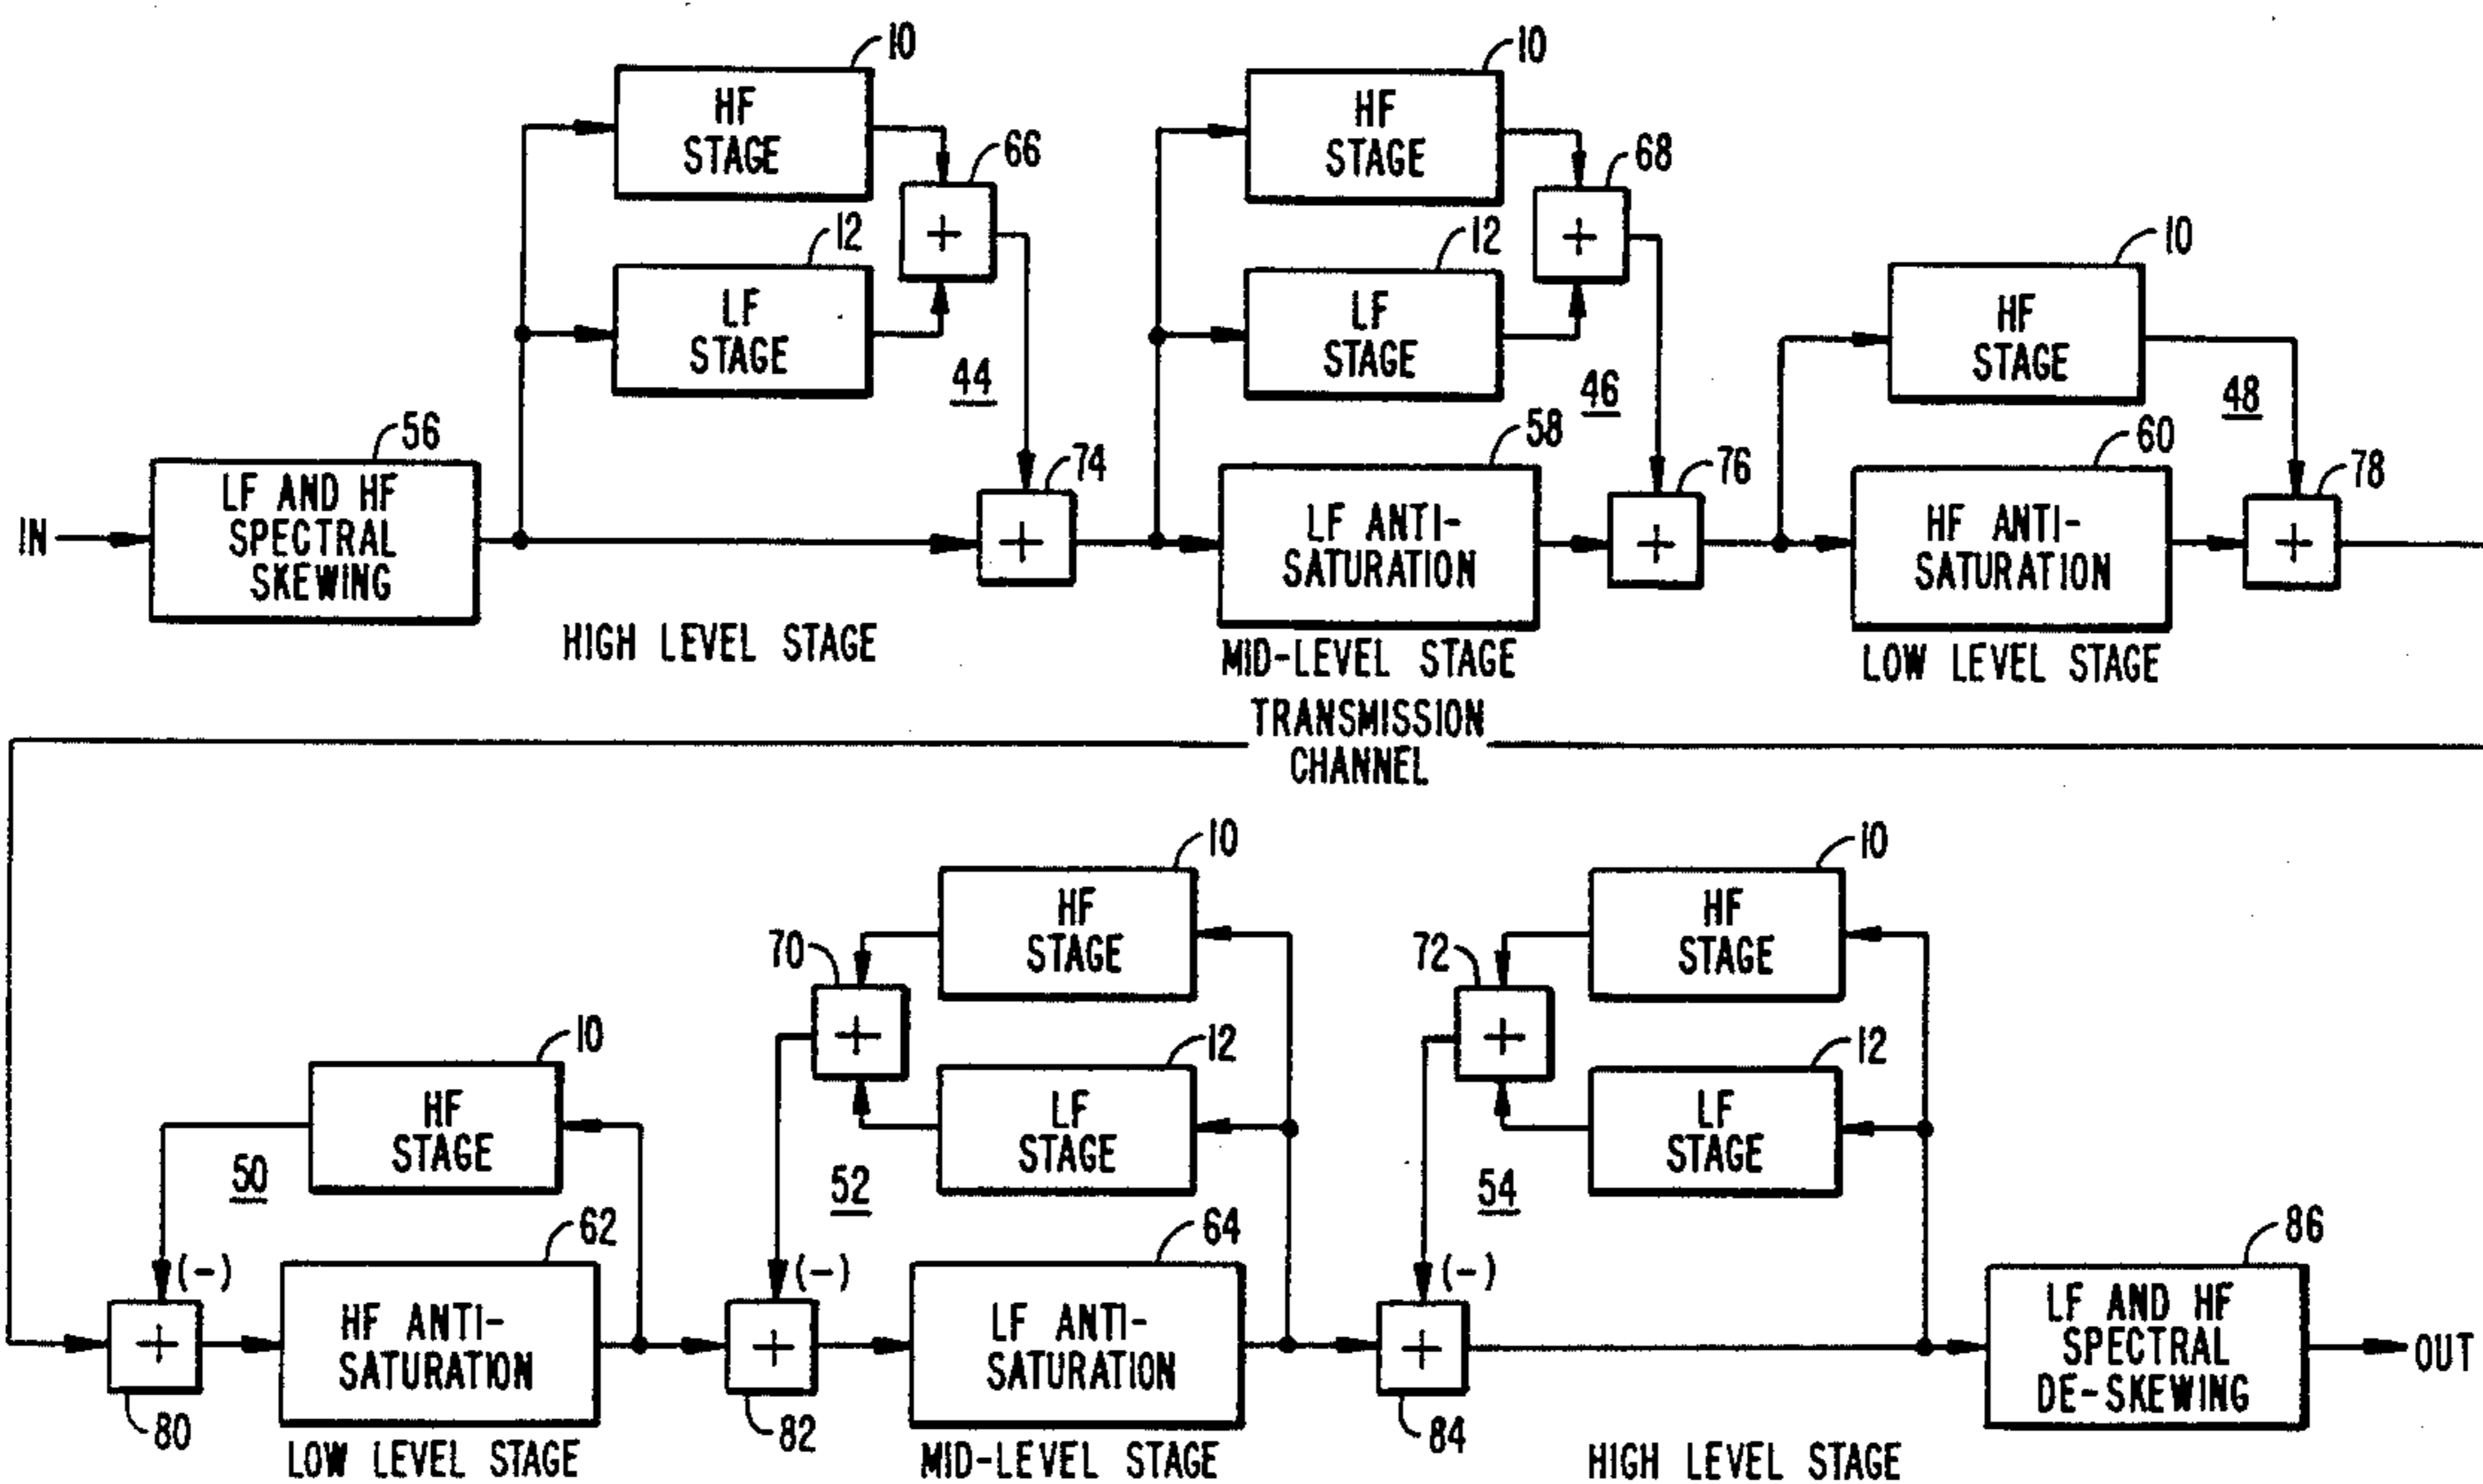 10
HF
STAGE
66
+
12
LF
STAGE
44
10
HF
STAGE
68
+
12
LF
STAGE
46
10
HF
STAGE
48
IN
56
LF AND HF
SPECTRAL
SKEWING
74
+
58
LF ANTI-
SATURATION
76
+
60
HF ANTI-
SATURATION
78
+
HIGH LEVEL STAGE
MID-LEVEL STAGE
LOW LEVEL STAGE
TRANSMISSION
CHANNEL
10
HF
STAGE
50
(-)
+
80
62
HF ANTI-
SATURATION
LOW LEVEL STAGE
10
HF
STAGE
70
+
12
LF
STAGE
52
(-)
+
82
64
LF ANTI-
SATURATION
MID-LEVEL STAGE
10
HF
STAGE
72
+
12
LF
STAGE
54
(-)
+
84
HIGH LEVEL STAGE
86
LF AND HF
SPECTRAL
DE-SKEWING
OUT